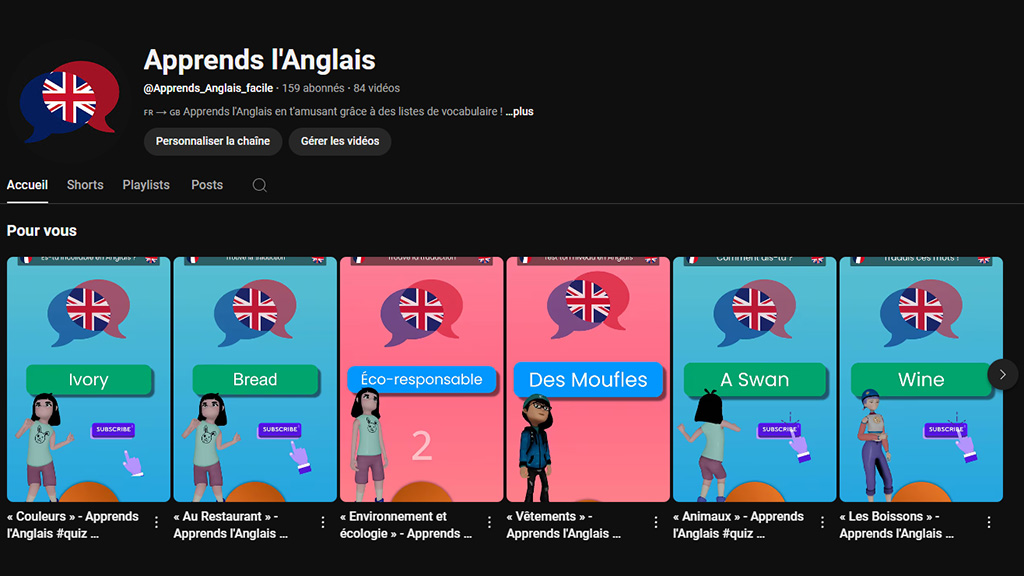 Apprends l'Anglais
@Apprends_Anglais_facile · 159 abonnés · 84 vidéos
FR → GB Apprends l'Anglais en t'amusant grâce à des listes de vocabulaire ! ...plus
Personnaliser la chaîne Gérer les vidéos
Accueil Shorts Playlists Posts
Pour vous
Es-tu incollable en Anglais ? Trouve la traduction Trouve la traduction Test ton niveau en Anglais Comment dis-tu ? Traduis ces mots !
Ivory Bread Éco-responsable Des Moufles A Swan Wine
SUBSCRIBE SUBSCRIBE 2 SUBSCRIBE SUBSCRIBE
« Couleurs » - Apprends l'Anglais #quiz ...
« Au Restaurant » - Apprends l'Anglais ...
« Environnement et écologie » - Apprends ...
« Vêtements » - Apprends l'Anglais ...
« Animaux » - Apprends l'Anglais #quiz ...
« Les Boissons » - Apprends l'Anglais ...